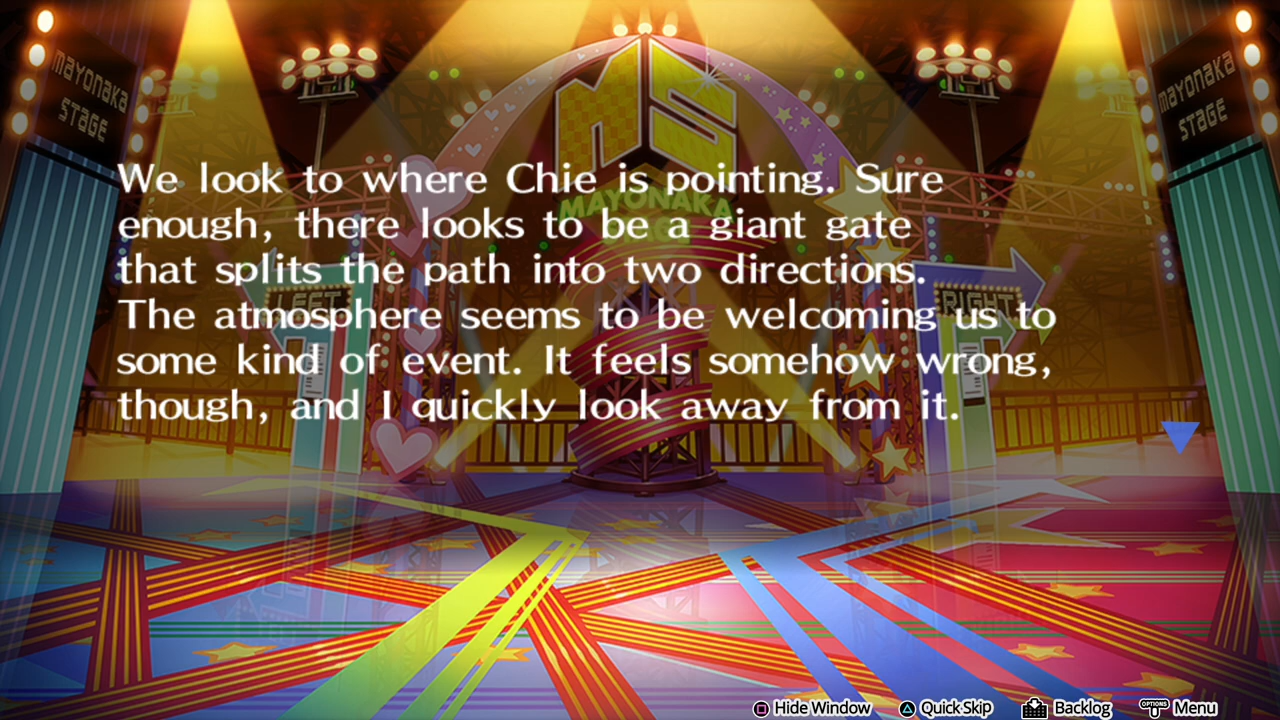 MAYONAKA
STAGE
MAYONAKA
STAGE
MS
MAYONAKA
We look to where Chie is pointing. Sure
enough, there looks to be a giant gate
that splits the path into two directions.
The atmosphere seems to be welcoming us to
some kind of event. It feels somehow wrong,
though, and I quickly look away from it.
LEFT
RIGHT
Hide Window
Quick Skip
Backlog
OPTIONS
Menu